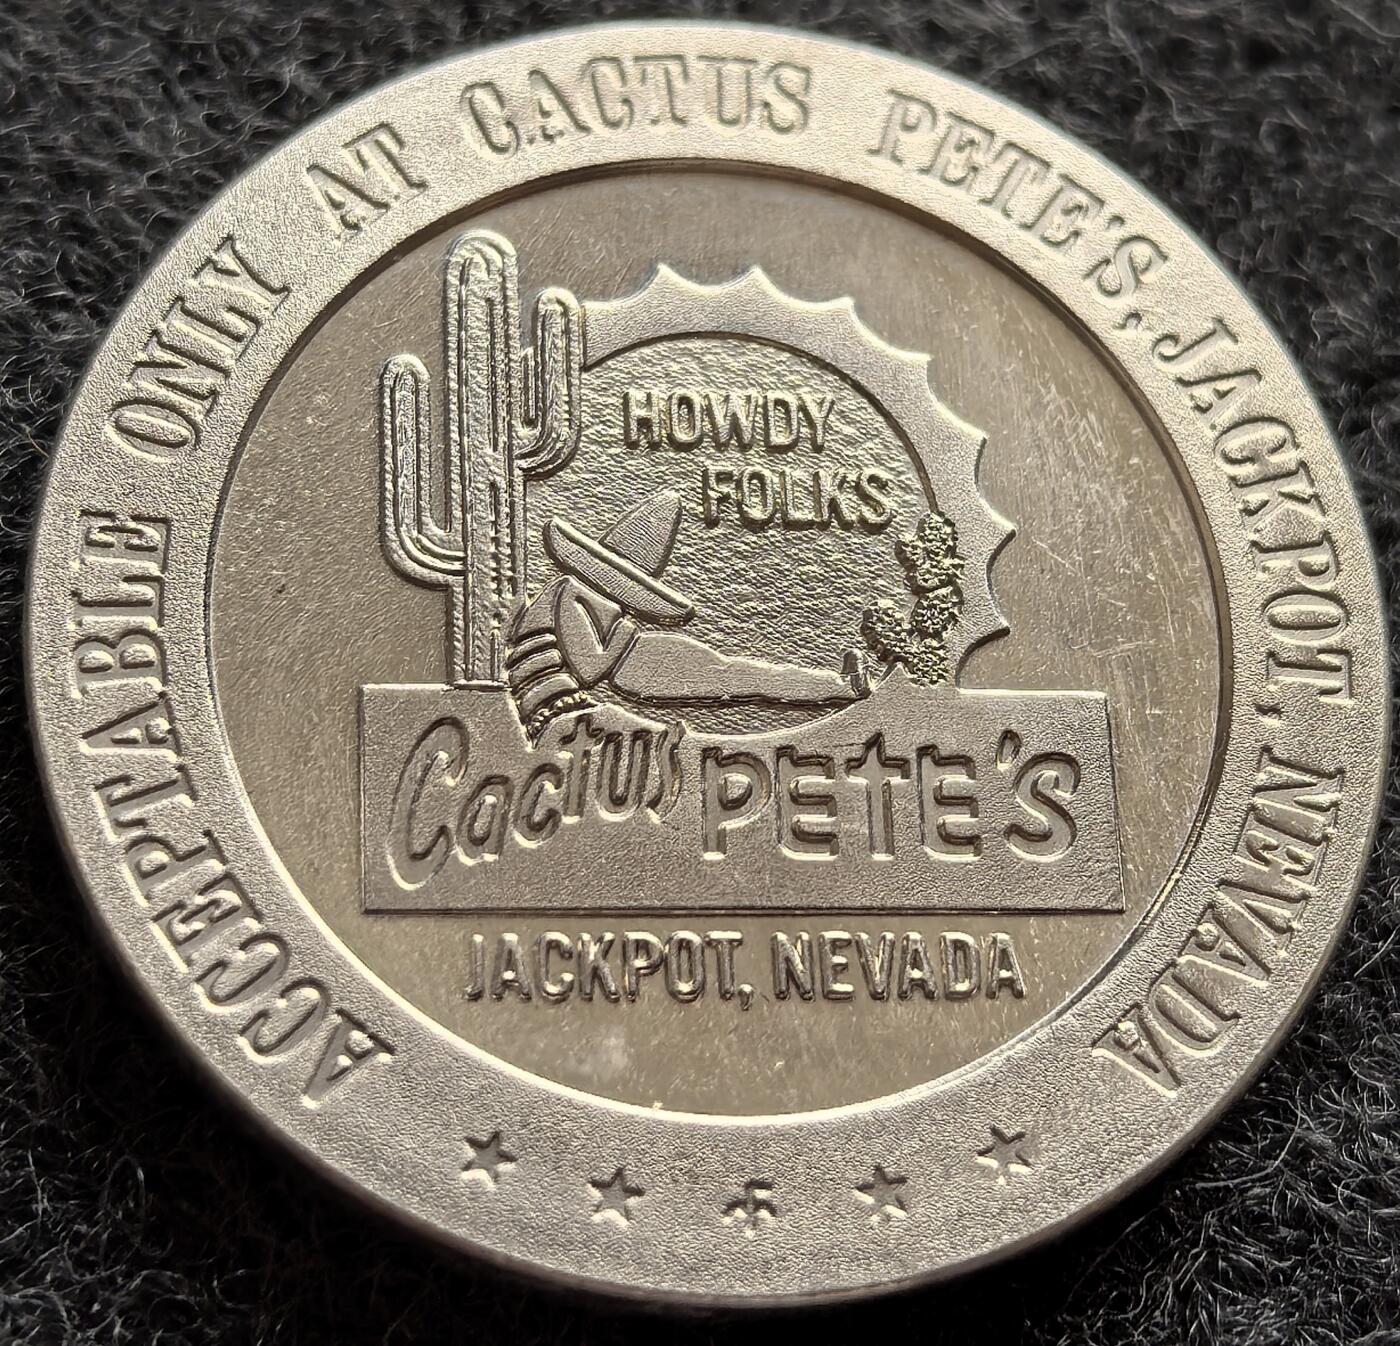 ACCEPTABLE ONLY AT CACTUS PETE'S, JACKPOT, NEVADA
HOWDY
FOLKS
Cactus PETE'S
JACKPOT, NEVADA